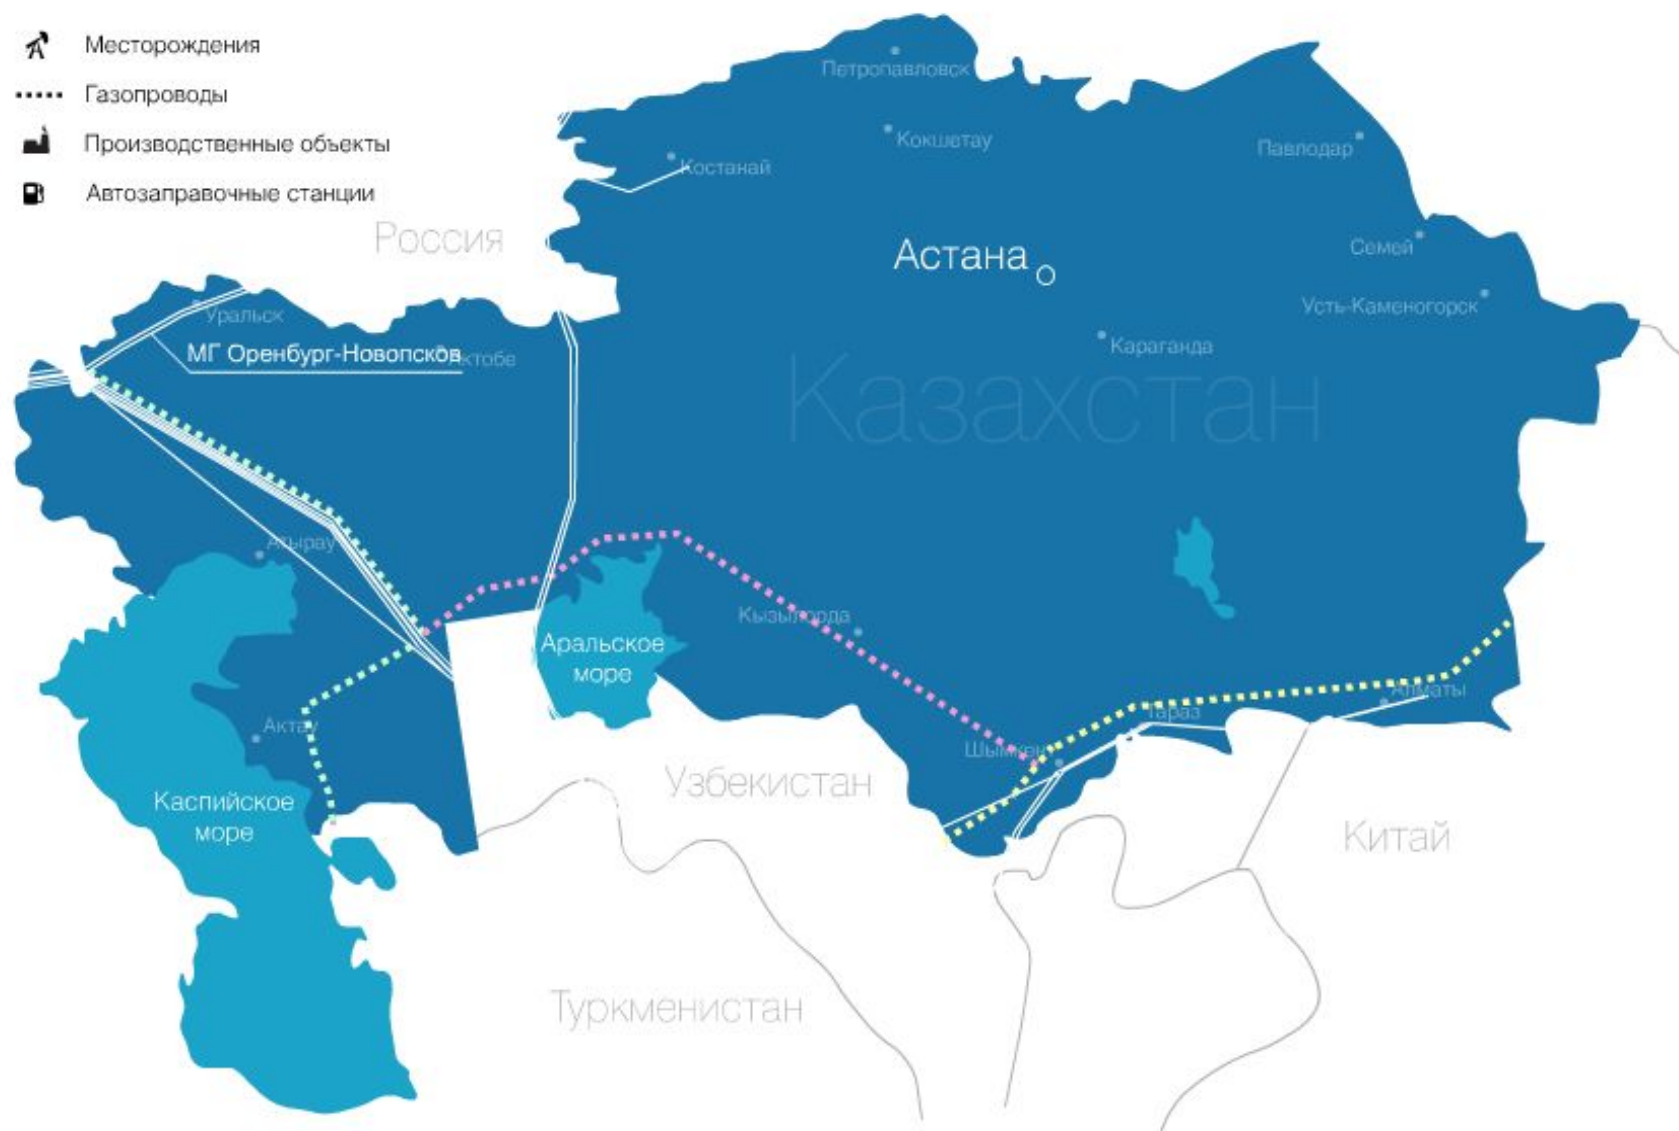 Месторождения
Газопроводы
Производственные объекты
Автозаправочные станции
Россия
Петропавловск
Кокшетау
Костанай
Павлодар
Астана
Семей
Усть-Каменогорск
Уральск
МГ Оренбург-Новопсков
Актобе
Караганда
Казахстан
Атырау
Кызылорда
Аральское
море
Актау
Алматы
Тараз
Шымкент
Каспийское
море
Узбекистан
Китай
Туркменистан